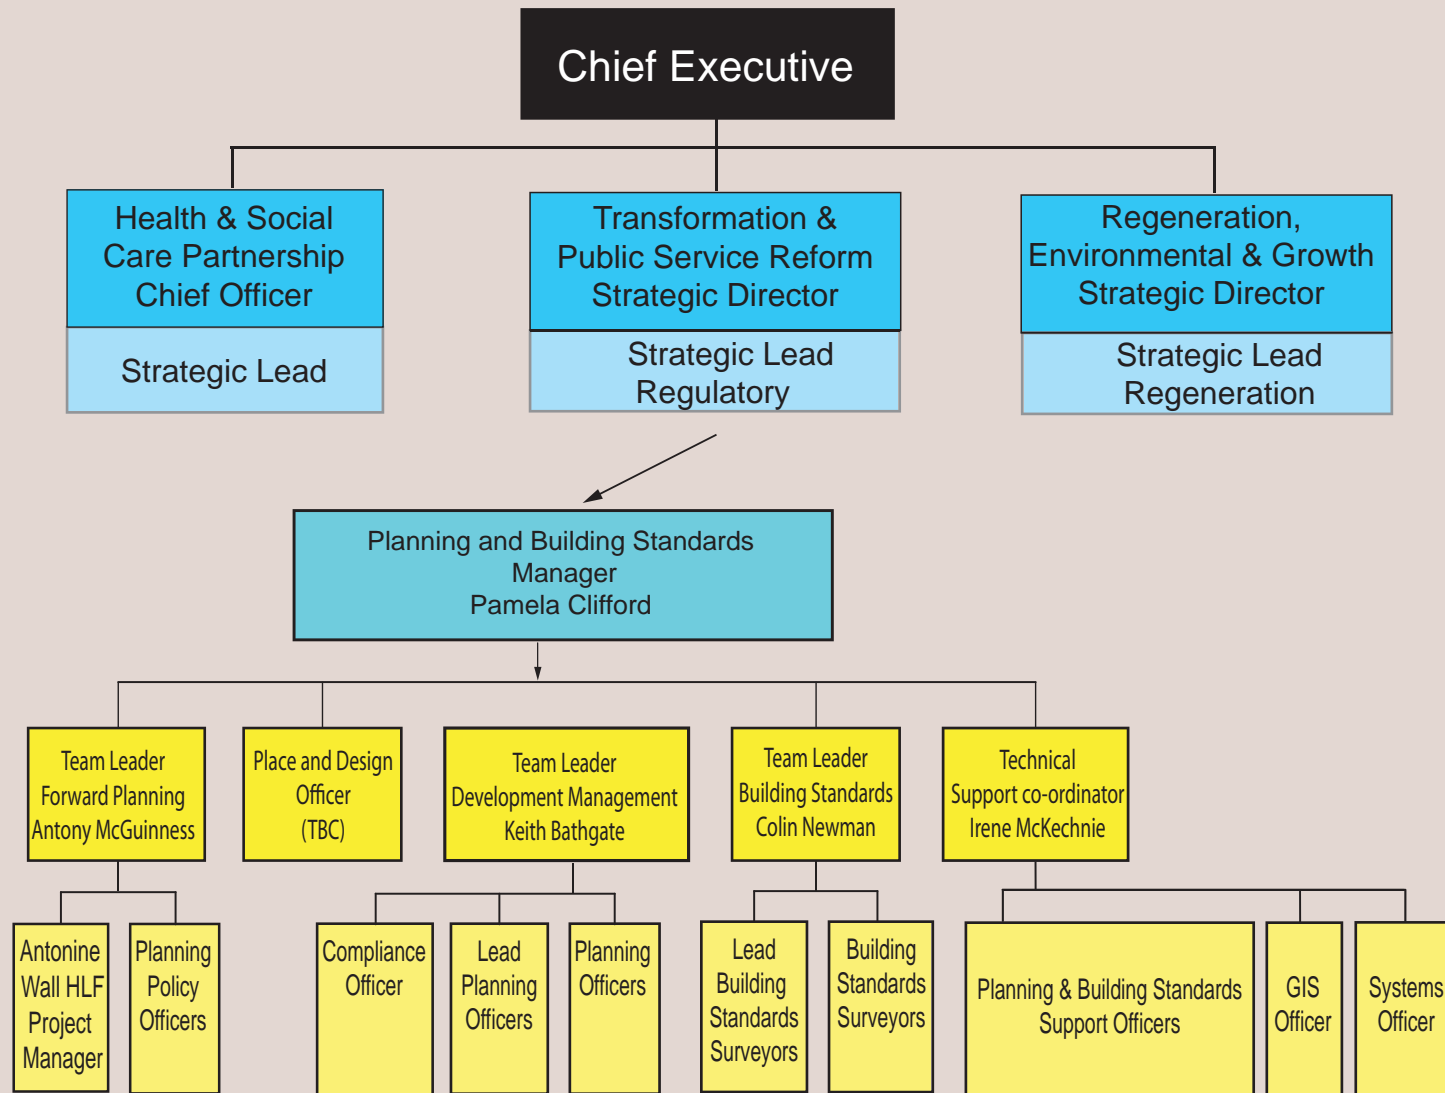 Chief Executive
Health & Social
Care Partnership
Chief Officer
Strategic Lead
Transformation &
Public Service Reform
Strategic Director
Strategic Lead
Regulatory
Regeneration,
Environmental & Growth
Strategic Director
Strategic Lead
Regeneration
Planning and Building Standards
Manager
Pamela Clifford
Team Leader
Forward Planning
Antony McGuinness
Place and Design
Officer
(TBC)
Team Leader
Development Management
Keith Bathgate
Team Leader
Building Standards
Colin Newman
Technical
Support co-ordinator
Irene McKechnie
Antonine
Wall HLF
Project
Manager
Planning
Policy
Officers
Compliance
Officer
Lead
Planning
Officers
Planning
Officers
Lead
Building
Standards
Surveyors
Building
Standards
Surveyors
Planning & Building Standards
Support Officers
GIS
Officer
Systems
Officer